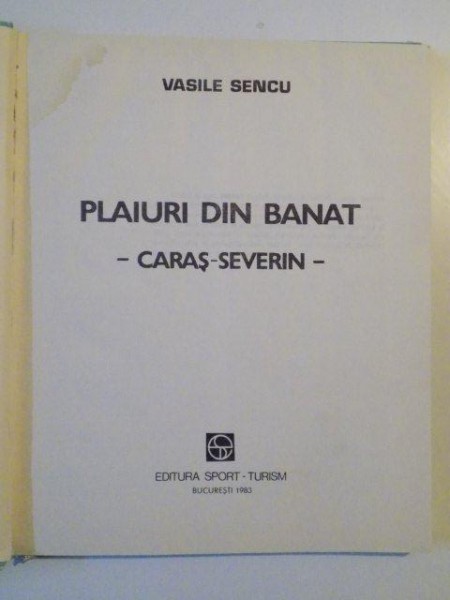 VASILE SENCU
PLAIURI DIN BANAT
- CARAȘ-SEVERIN -
EDITURA SPORT - TURISM
BUCUREȘTI 1983